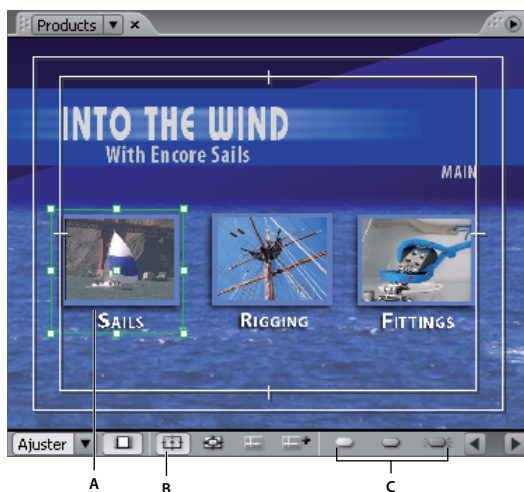 Products
INTO THE WIND
With Encore Sails
MAIN
SAILS
RIGGING
FITTINGS
Ajuster
A
B
C